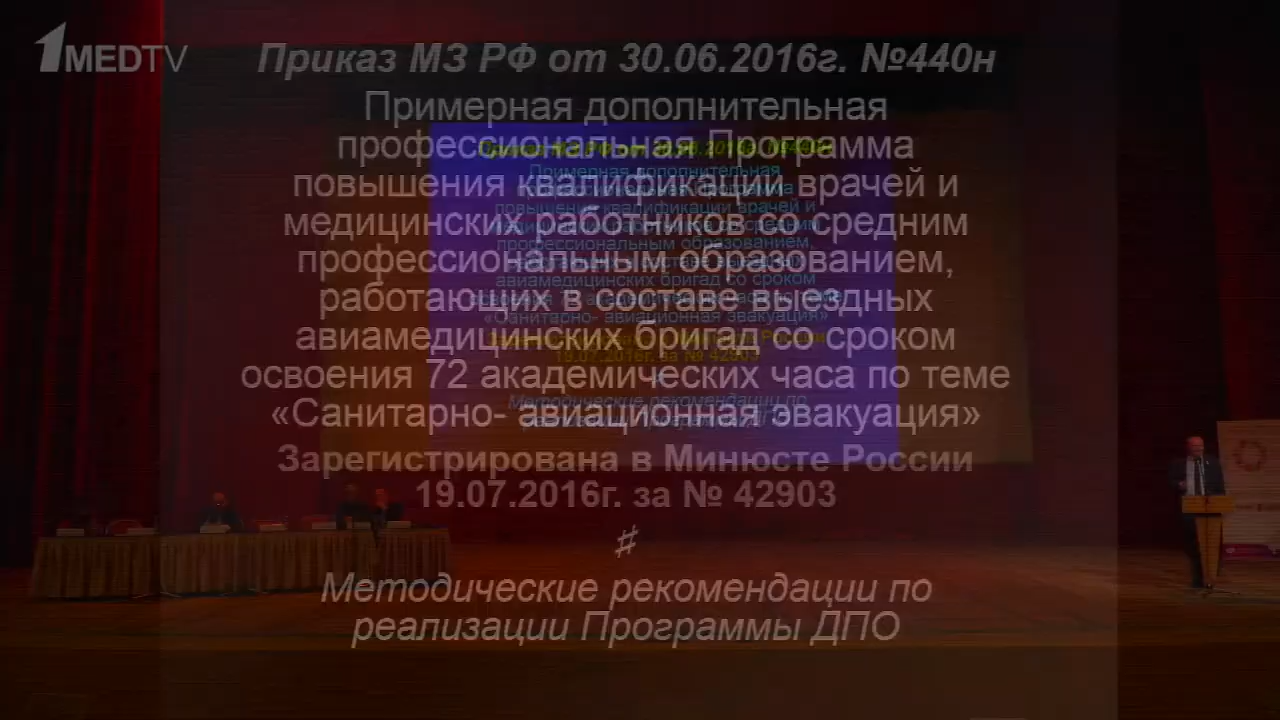 1MEDTV
Приказ МЗ РФ от 30.06.2016г. №440н
Примерная дополнительная
профессиональная Программа
повышения квалификации врачей и
медицинских работников со средним
профессиональным образованием,
работающих в составе выездных
авиамедицинских бригад со сроком
освоения 72 академических часа по теме
«Санитарно- авиационная эвакуация»
Зарегистрирована в Минюсте России
19.07.2016г. за № 42903
#
Методические рекомендации по
реализации Программы ДПО